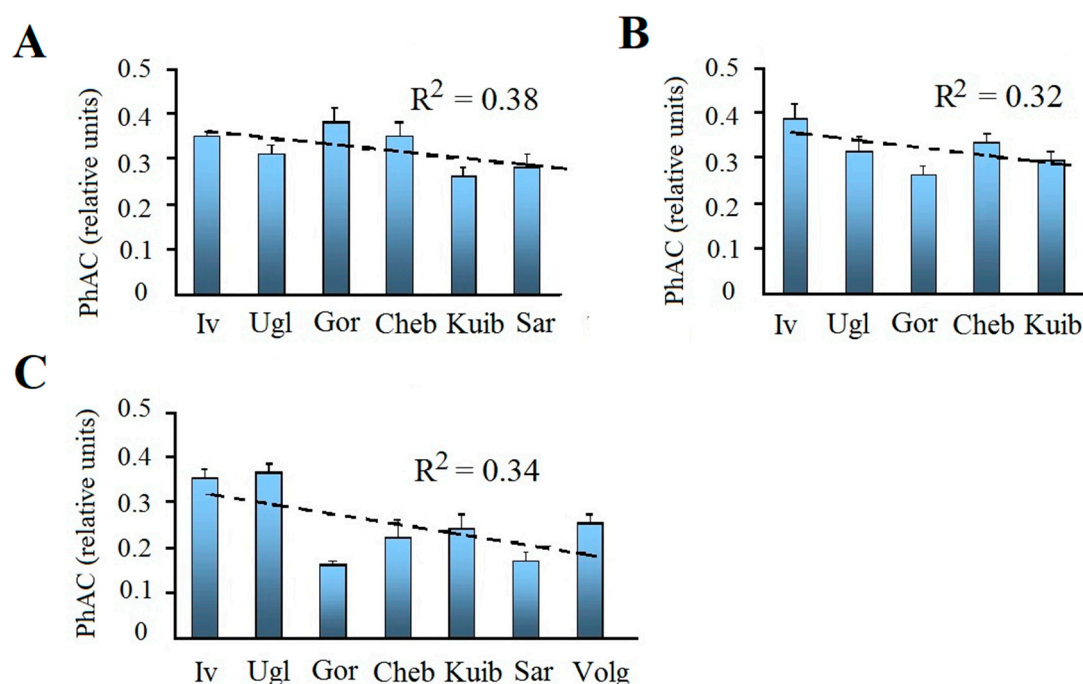 A
PhAC (relative units)
0.5
0.4
0.3
0.2
0.1
0
R² = 0.38
Iv Ugl Gor Cheb Kuib Sar
B
PhAC (relative units)
0.5
0.4
0.3
0.2
0.1
0
R² = 0.32
Iv Ugl Gor Cheb Kuib
C
PhAC (relative units)
0.5
0.4
0.3
0.2
0.1
0
R² = 0.34
Iv Ugl Gor Cheb Kuib Sar Volg